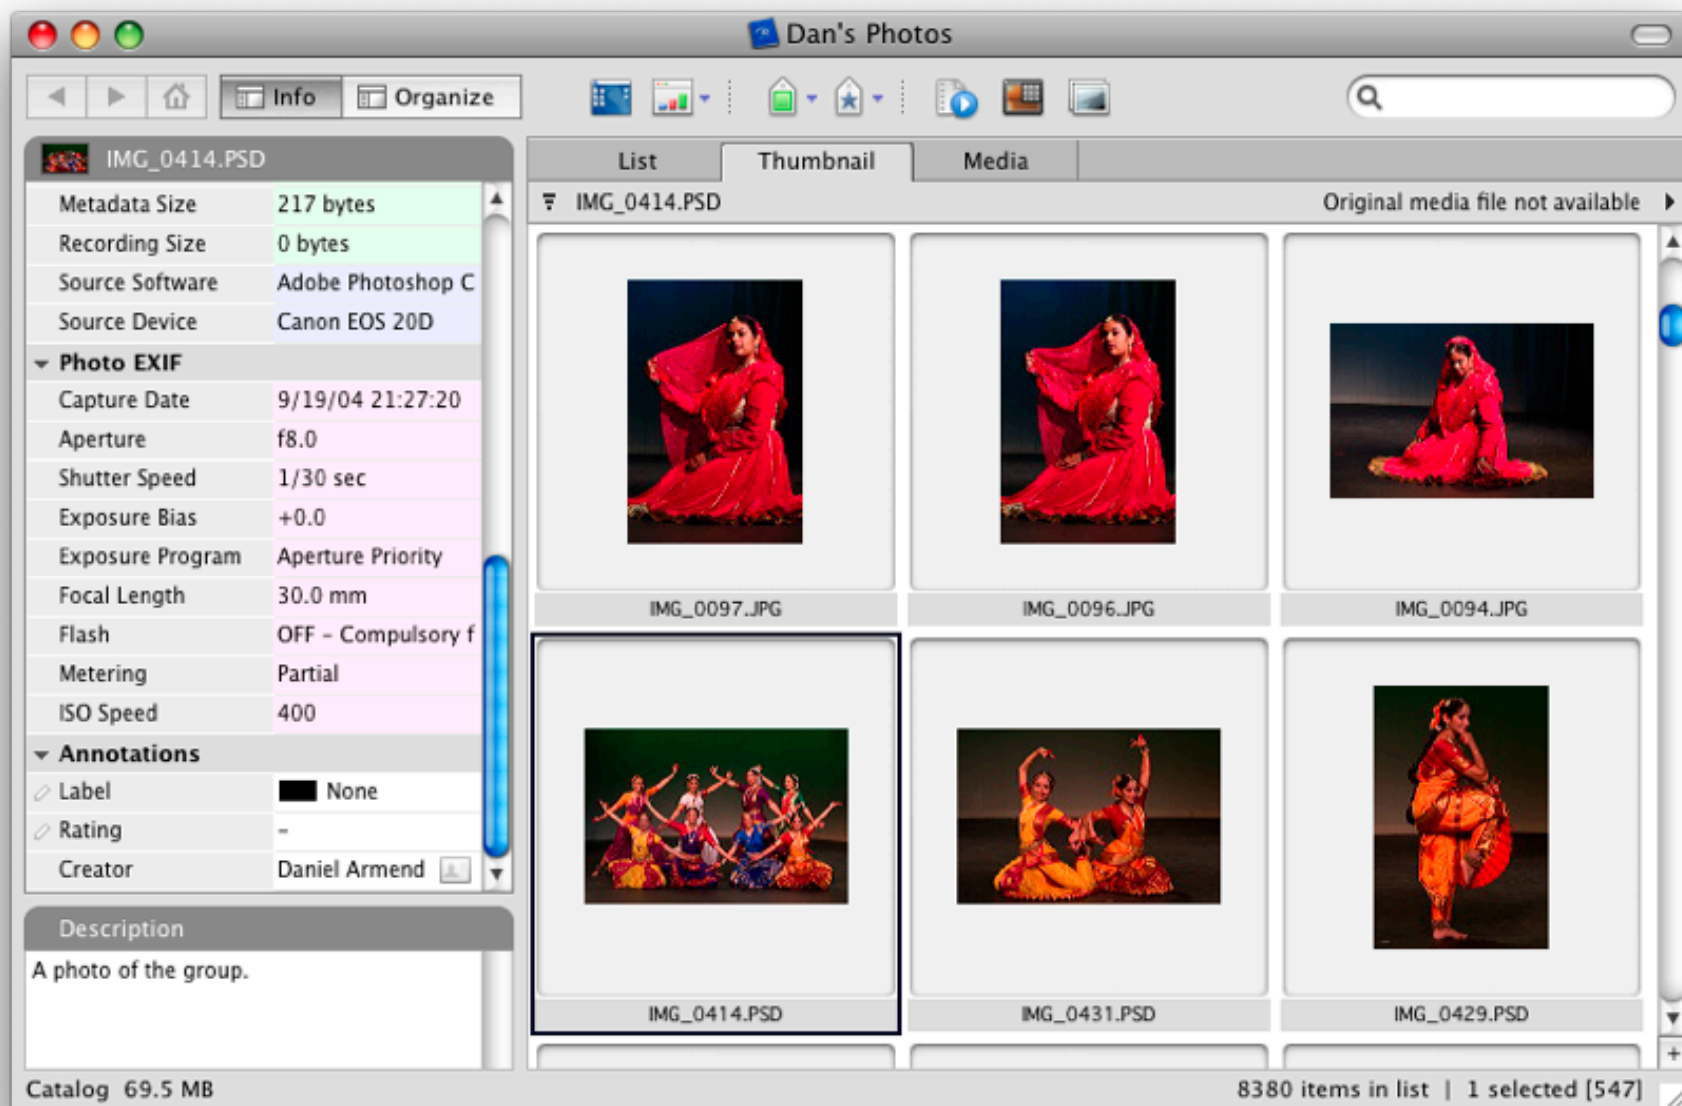 Dan's Photos
Info
Organize
IMG_0414.PSD
Metadata Size 217 bytes
Recording Size 0 bytes
Source Software Adobe Photoshop C
Source Device Canon EOS 20D
Photo EXIF
Capture Date 9/19/04 21:27:20
Aperture f8.0
Shutter Speed 1/30 sec
Exposure Bias +0.0
Exposure Program Aperture Priority
Focal Length 30.0 mm
Flash OFF – Compulsory f
Metering Partial
ISO Speed 400
Annotations
Label None
Rating –
Creator Daniel Armend
Description
A photo of the group.
List Thumbnail Media
IMG_0414.PSD Original media file not available
IMG_0097.JPG IMG_0096.JPG IMG_0094.JPG
IMG_0414.PSD IMG_0431.PSD IMG_0429.PSD
Catalog 69.5 MB 8380 items in list | 1 selected [547]